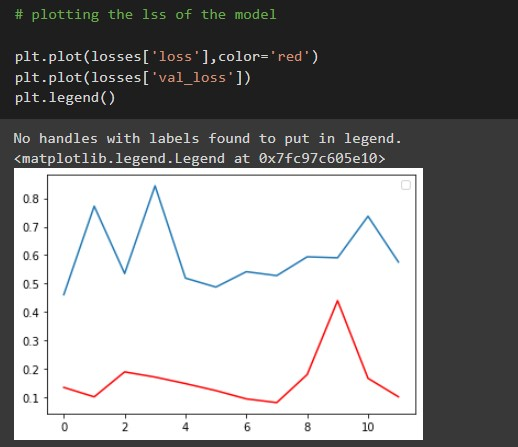 # plotting the lss of the model
plt.plot(losses['loss'],color='red')
plt.plot(losses['val_loss'])
plt.legend()
No handles with labels found to put in legend.
<matplotlib.legend.Legend at 0x7fc97c605e10>
0.8
0.7
0.6
0.5
0.4
0.3
0.2
0.1
0 2 4 6 8 10